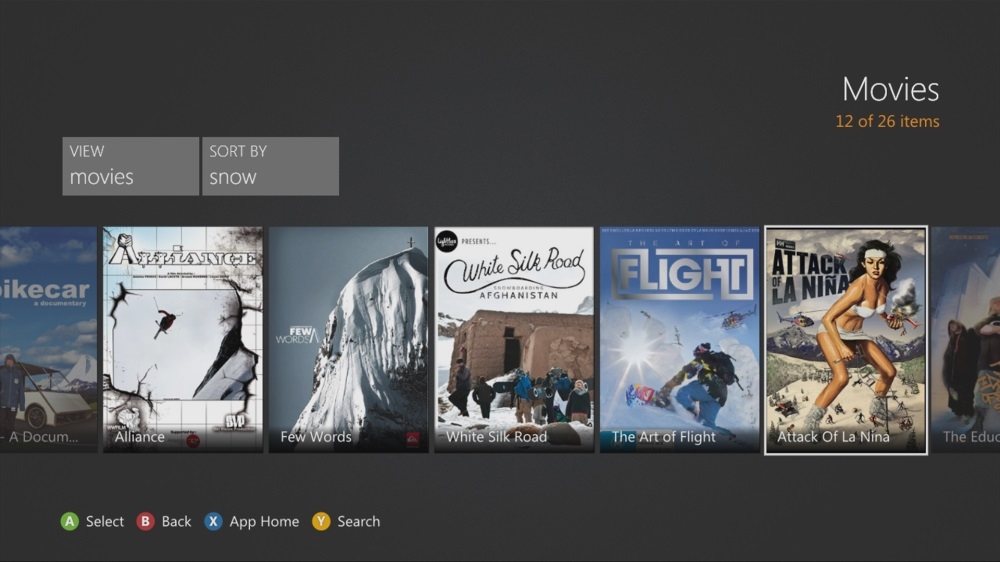 Movies
12 of 26 items
VIEW
movies
SORT BY
snow
bikecar
a documentary
- A Docum...
ALLIANCE
BVP
Alliance
FEW
WORDS
Few Words
PRESENTS...
White Silk Road
SNOWBOARDING
AFGHANISTAN
White Silk Road
THE ART OF
FLIGHT
The Art of Flight
ATTACK
OF
LA NIÑA
Attack Of La Nina
The Educ
A Select
B Back
X App Home
Y Search